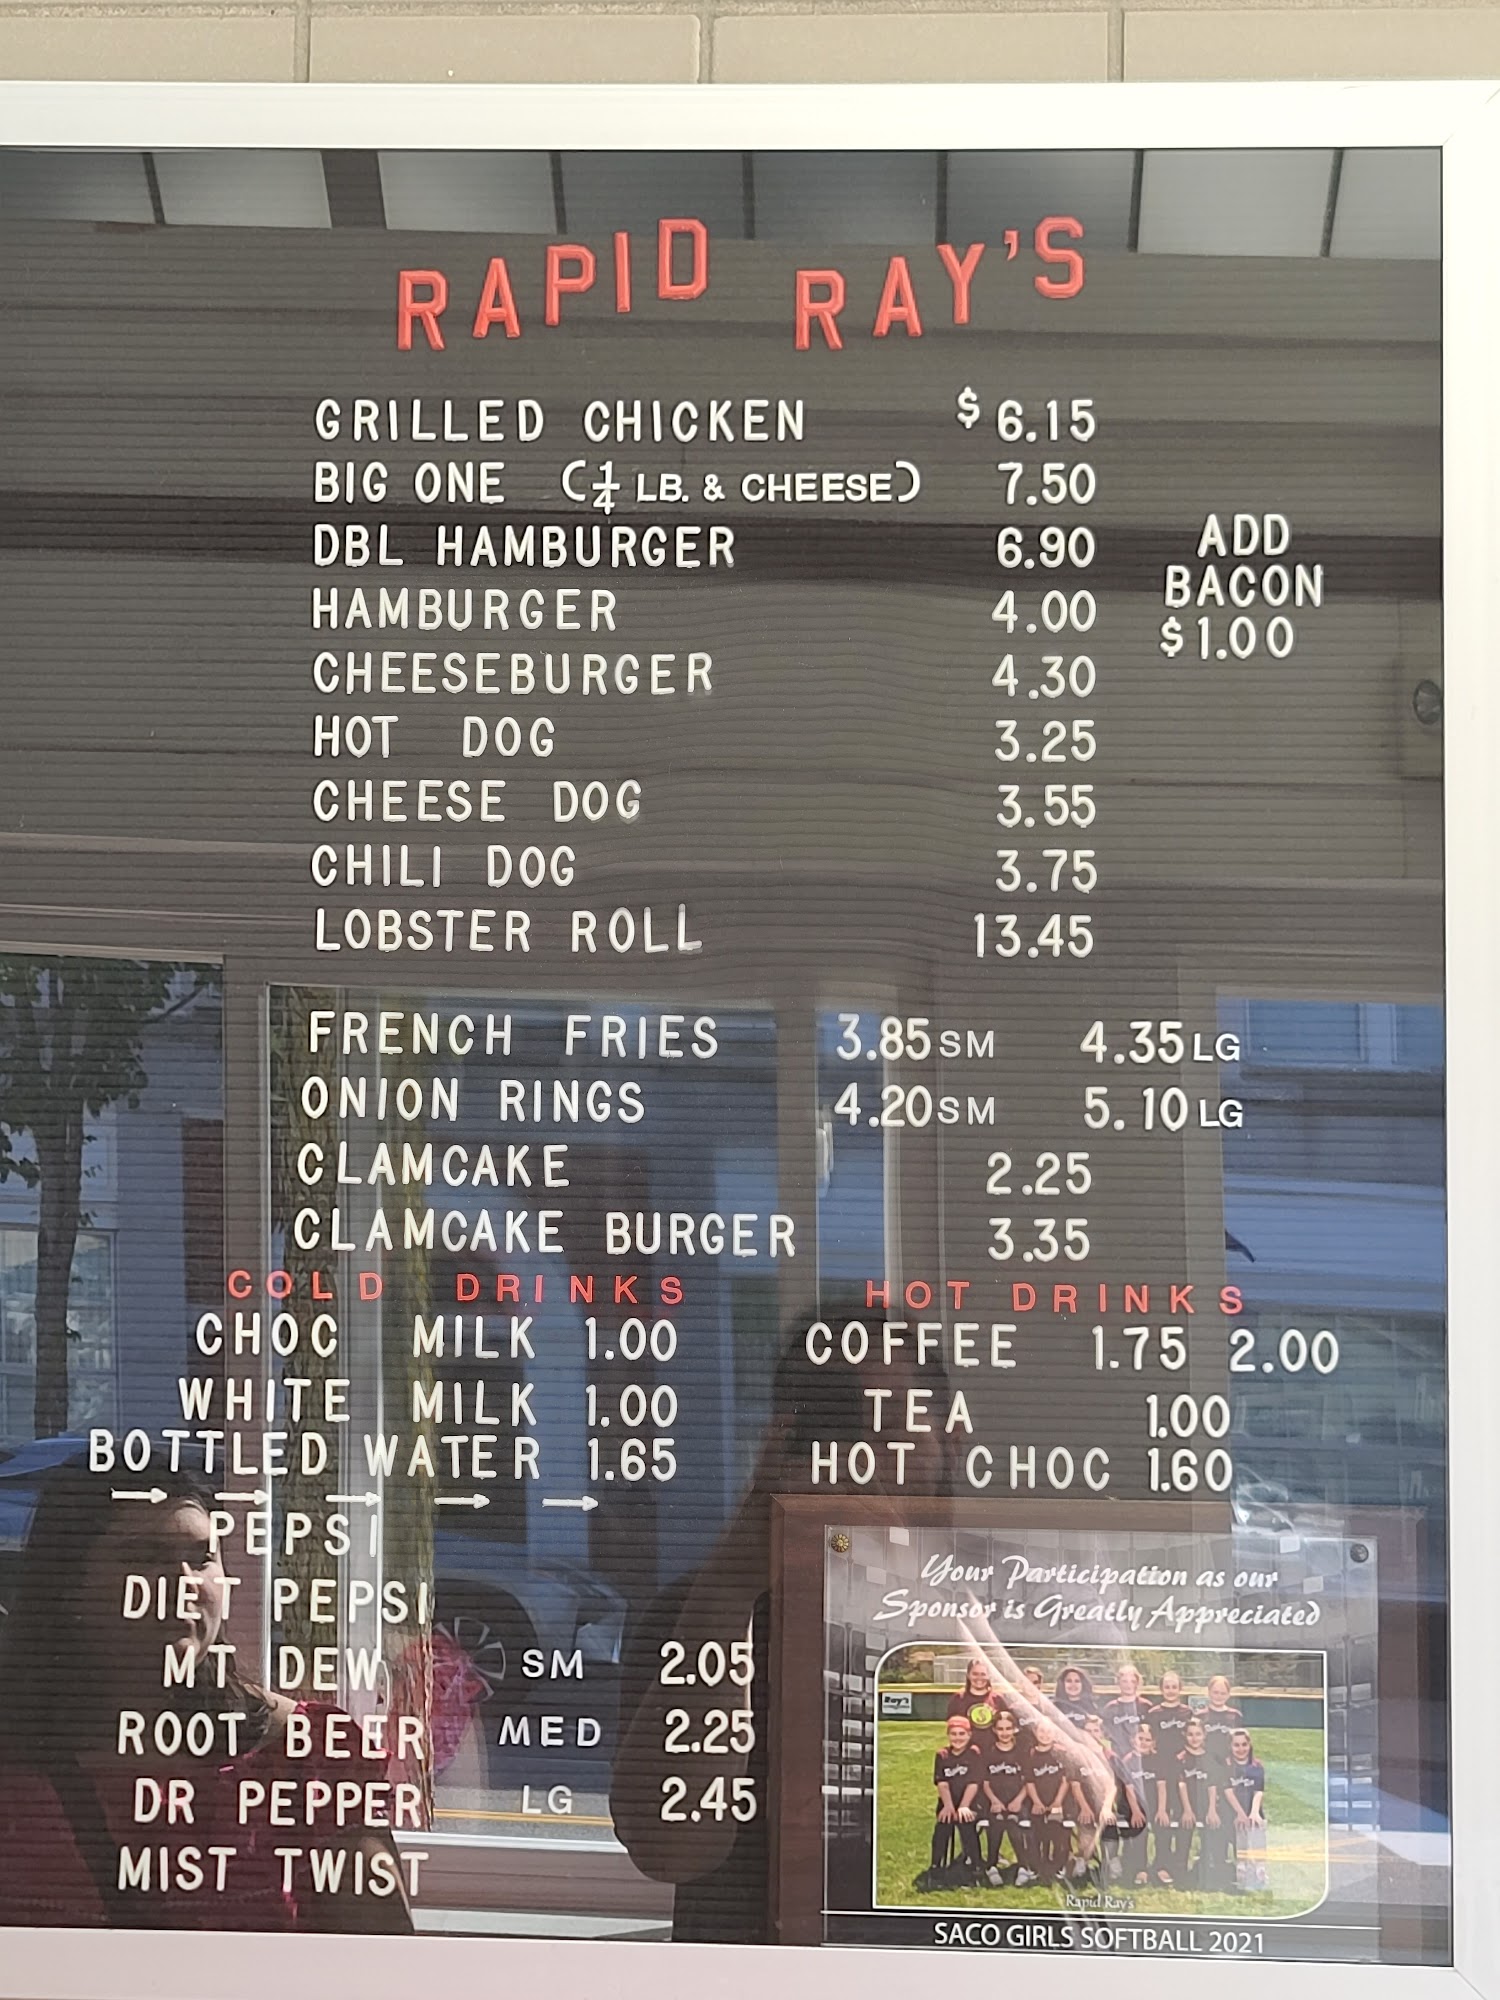 RAPID RAY'S
GRILLED CHICKEN $ 6.15
BIG ONE (1/4 LB. & CHEESE) 7.50
DBL HAMBURGER 6.90
HAMBURGER 4.00
CHEESEBURGER 4.30
ADD
BACON
$1.00
HOT DOG 3.25
CHEESE DOG 3.55
CHILI DOG 3.75
LOBSTER ROLL 13.45
FRENCH FRIES 3.85 SM 4.35 LG
ONION RINGS 4.20 SM 5.10 LG
CLAMCAKE 2.25
CLAMCAKE BURGER 3.35
COLD DRINKS
CHOC MILK 1.00
WHITE MILK 1.00
BOTTLED WATER 1.65
→ → → → →
PEPSI
DIET PEPSI
MT DEW SM 2.05
ROOT BEER MED 2.25
DR PEPPER LG 2.45
MIST TWIST
HOT DRINKS
COFFEE 1.75 2.00
TEA 1.00
HOT CHOC 1.60
Your Participation as our
Sponsor is Greatly Appreciated
Ray's
Rapid Ray's
SACO GIRLS SOFTBALL 2021